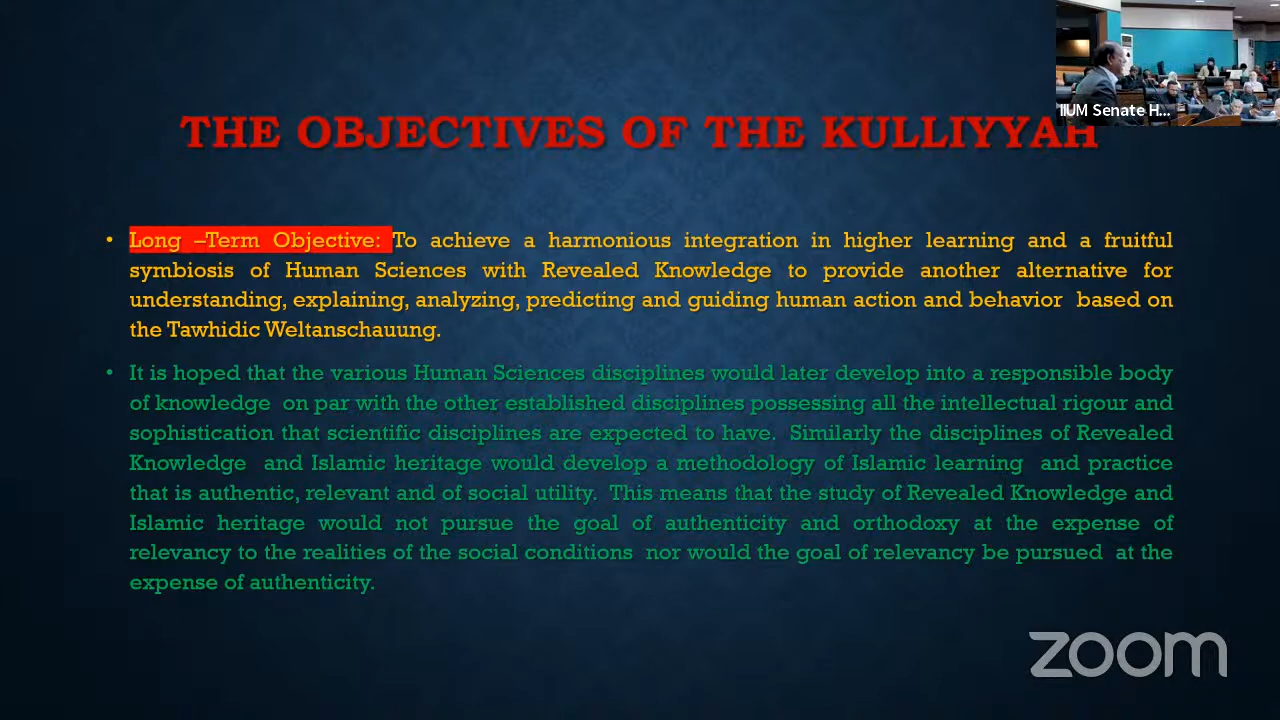 IIUM Senate H...
THE OBJECTIVES OF THE KULLIYYAH
• Long –Term Objective: To achieve a harmonious integration in higher learning and a fruitful
symbiosis of Human Sciences with Revealed Knowledge to provide another alternative for
understanding, explaining, analyzing, predicting and guiding human action and behavior based on
the Tawhidic Weltanschauung.
• It is hoped that the various Human Sciences disciplines would later develop into a responsible body
of knowledge on par with the other established disciplines possessing all the intellectual rigour and
sophistication that scientific disciplines are expected to have. Similarly the disciplines of Revealed
Knowledge and Islamic heritage would develop a methodology of Islamic learning and practice
that is authentic, relevant and of social utility. This means that the study of Revealed Knowledge and
Islamic heritage would not pursue the goal of authenticity and orthodoxy at the expense of
relevancy to the realities of the social conditions nor would the goal of relevancy be pursued at the
expense of authenticity.
zoom